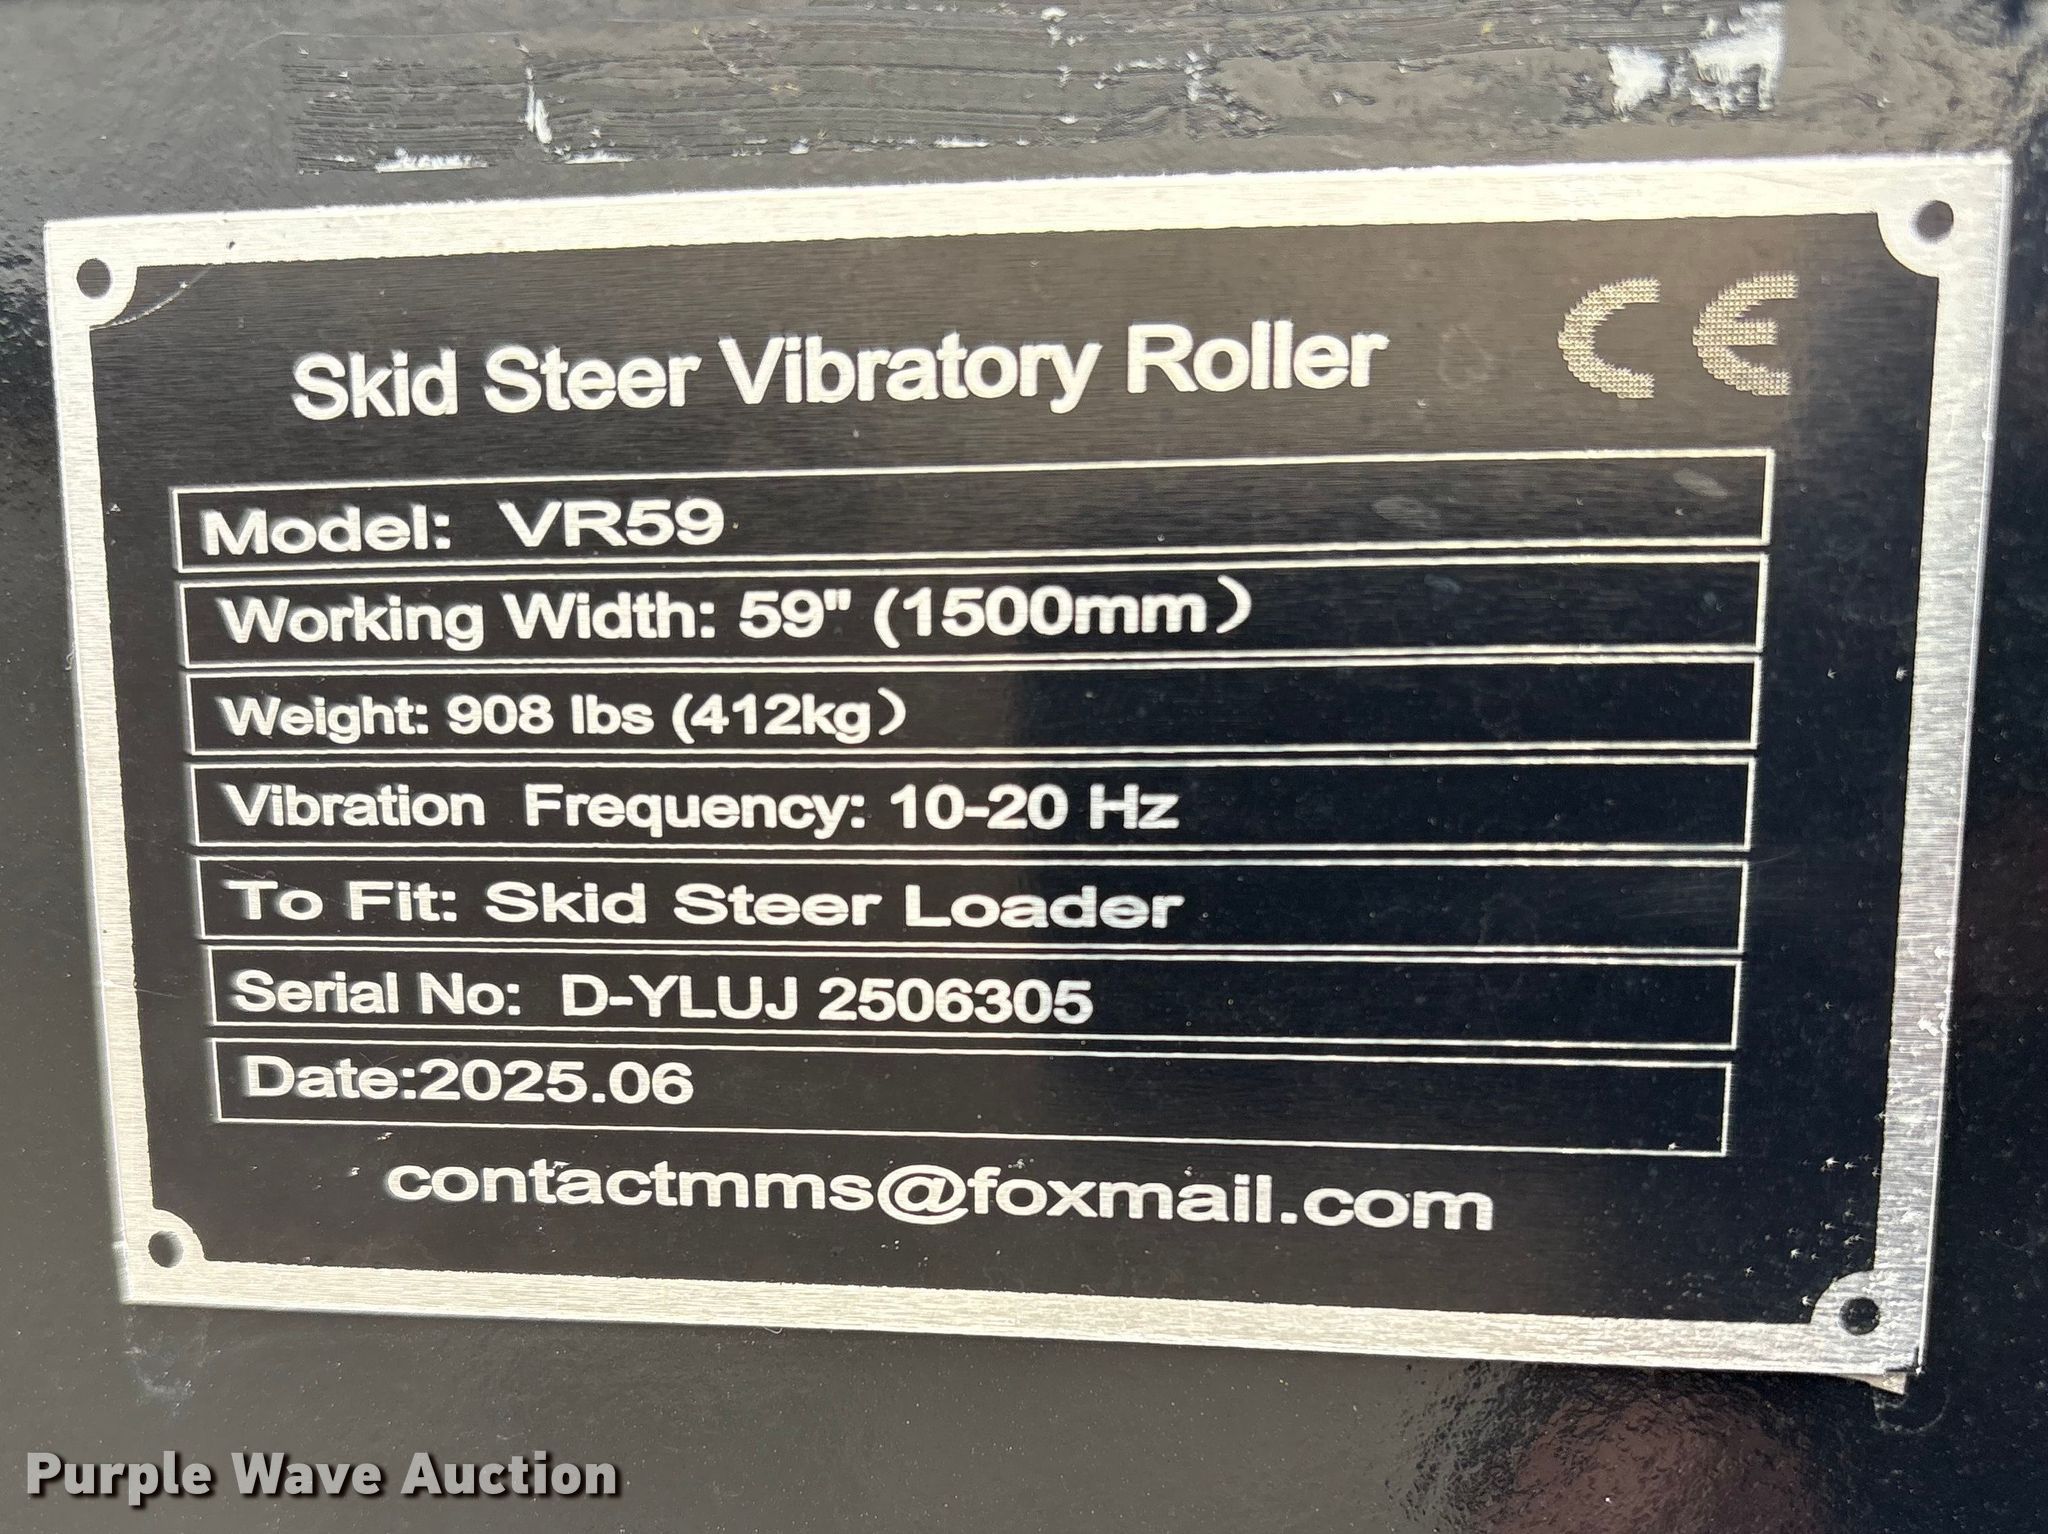 Skid Steer Vibratory Roller CE
Model: VR59
Working Width: 59" (1500mm）
Weight: 908 lbs (412kg）
Vibration Frequency: 10-20 Hz
To Fit: Skid Steer Loader
Serial No: D-YLUJ 2506305
Date:2025.06
contactmms@foxmail.com
Purple Wave Auction